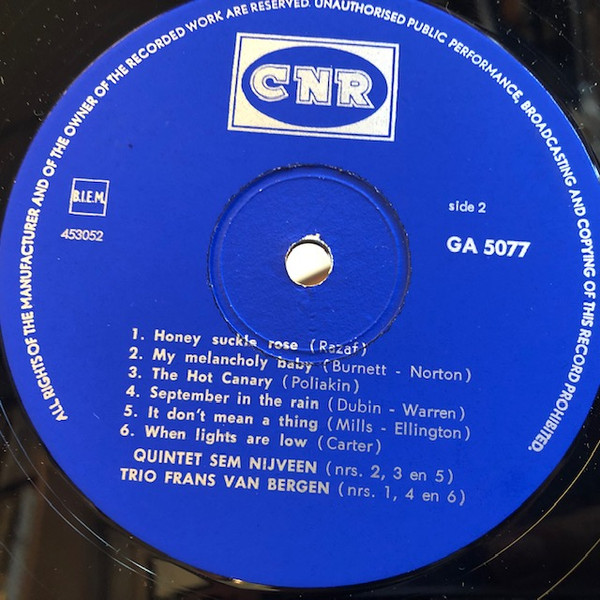 ALL RIGHTS OF THE MANUFACTURER AND OF THE OWNER OF THE RECORDED WORK ARE RESERVED. UNAUTHORISED PUBLIC PERFORMANCE, BROADCASTING AND COPYING OF THIS RECORD PROHIBITED.
CNR
B.I.E.M.
453052
side 2
GA 5077
1. Honey suckle rose (Razaf)
2. My melancholy baby (Burnett - Norton)
3. The Hot Canary (Poliakin)
4. September in the rain (Dubin - Warren)
5. It don't mean a thing (Mills - Ellington)
6. When lights are low (Carter)
QUINTET SEM NIJVEEN (nrs. 2, 3 en 5)
TRIO FRANS VAN BERGEN (nrs. 1, 4 en 6)